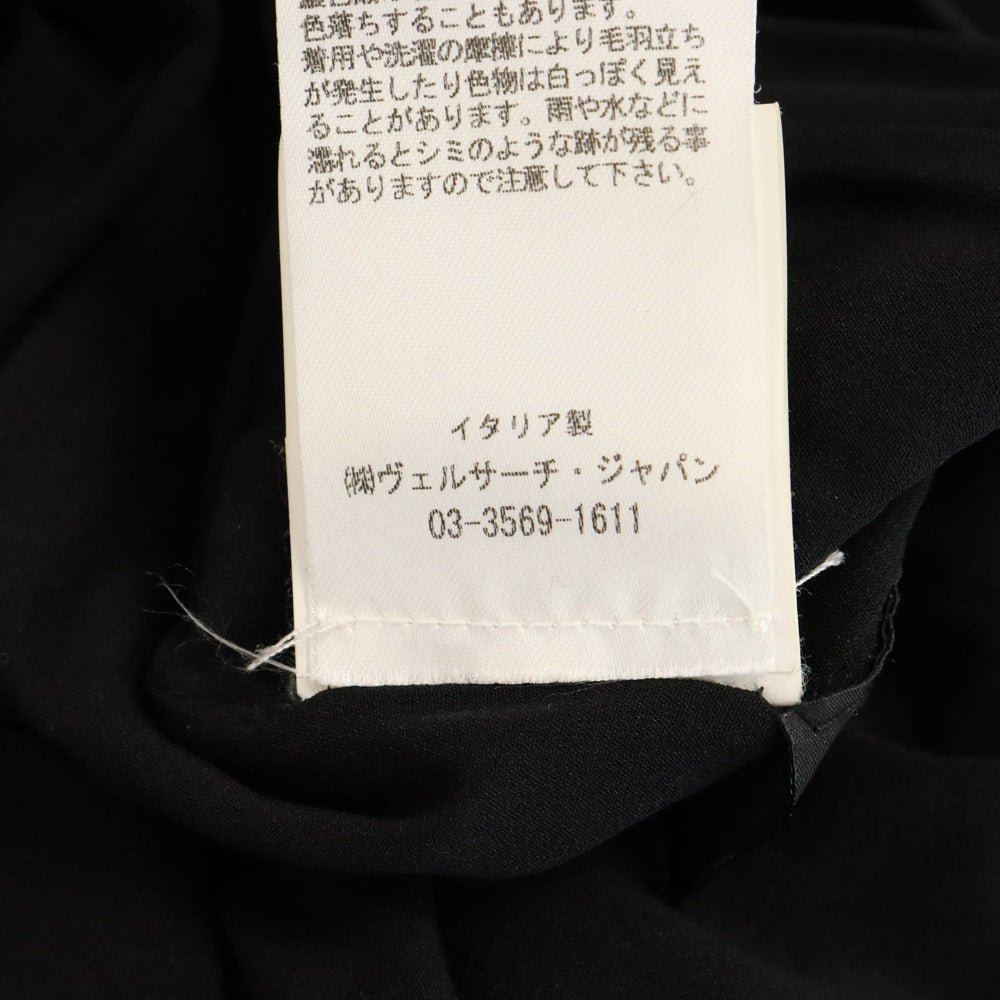 色落ちすることもあります。
着用や洗濯の摩擦により毛羽立ち
が発生したり色物は白っぽく見え
ることがあります。雨や水などに
濡れるとシミのような跡が残る事
がありますので注意して下さい。
イタリア製
㈱ヴェルサーチ・ジャパン
03-3569-1611